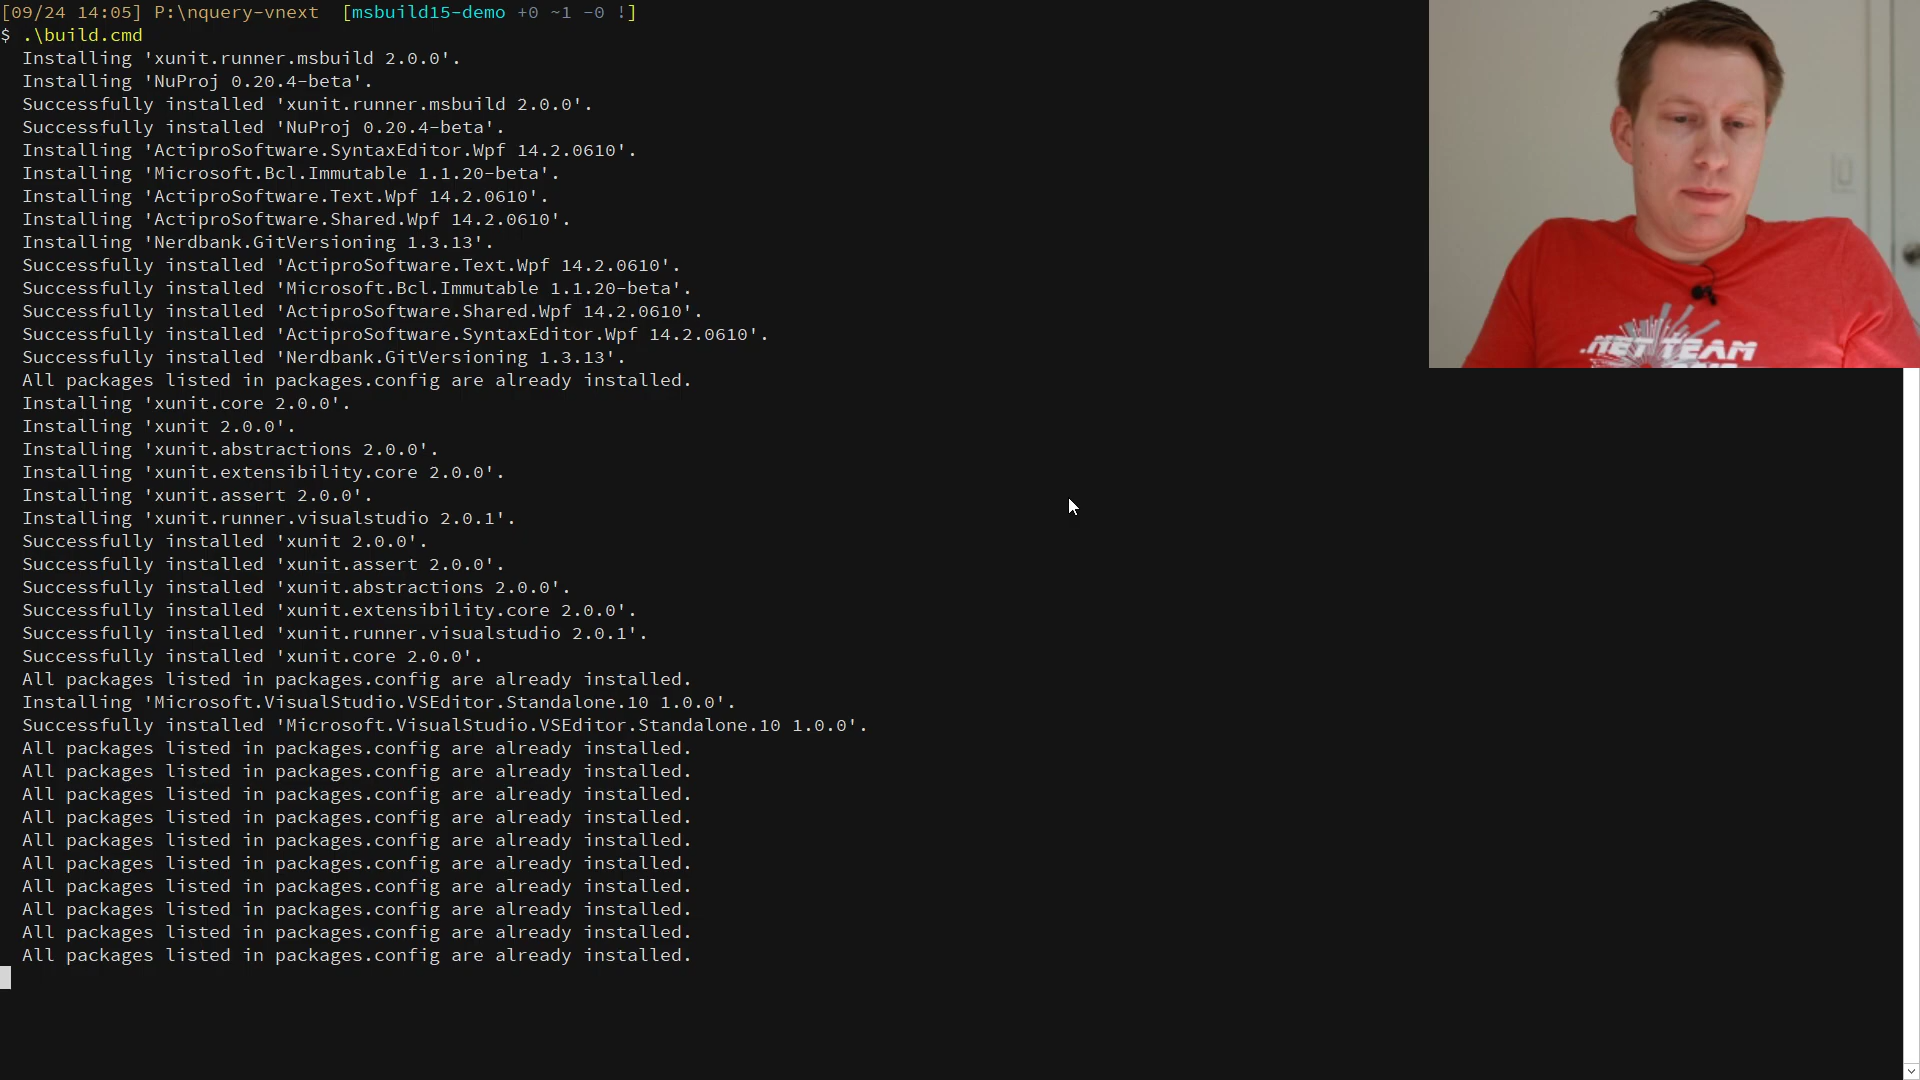 [09/24 14:05] P:\nquery-vnext  [msbuild15-demo +0 ~1 -0 !]
$ .\build.cmd
Installing 'xunit.runner.msbuild 2.0.0'.
Installing 'NuProj 0.20.4-beta'.
Successfully installed 'xunit.runner.msbuild 2.0.0'.
Successfully installed 'NuProj 0.20.4-beta'.
Installing 'ActiproSoftware.SyntaxEditor.Wpf 14.2.0610'.
Installing 'Microsoft.Bcl.Immutable 1.1.20-beta'.
Installing 'ActiproSoftware.Text.Wpf 14.2.0610'.
Installing 'ActiproSoftware.Shared.Wpf 14.2.0610'.
Installing 'Nerdbank.GitVersioning 1.3.13'.
Successfully installed 'ActiproSoftware.Text.Wpf 14.2.0610'.
Successfully installed 'Microsoft.Bcl.Immutable 1.1.20-beta'.
Successfully installed 'ActiproSoftware.Shared.Wpf 14.2.0610'.
Successfully installed 'ActiproSoftware.SyntaxEditor.Wpf 14.2.0610'.
Successfully installed 'Nerdbank.GitVersioning 1.3.13'.
All packages listed in packages.config are already installed.
Installing 'xunit.core 2.0.0'.
Installing 'xunit 2.0.0'.
Installing 'xunit.abstractions 2.0.0'.
Installing 'xunit.extensibility.core 2.0.0'.
Installing 'xunit.assert 2.0.0'.
Installing 'xunit.runner.visualstudio 2.0.1'.
Successfully installed 'xunit 2.0.0'.
Successfully installed 'xunit.assert 2.0.0'.
Successfully installed 'xunit.abstractions 2.0.0'.
Successfully installed 'xunit.extensibility.core 2.0.0'.
Successfully installed 'xunit.runner.visualstudio 2.0.1'.
Successfully installed 'xunit.core 2.0.0'.
All packages listed in packages.config are already installed.
Installing 'Microsoft.VisualStudio.VSEditor.Standalone.10 1.0.0'.
Successfully installed 'Microsoft.VisualStudio.VSEditor.Standalone.10 1.0.0'.
All packages listed in packages.config are already installed.
All packages listed in packages.config are already installed.
All packages listed in packages.config are already installed.
All packages listed in packages.config are already installed.
All packages listed in packages.config are already installed.
All packages listed in packages.config are already installed.
All packages listed in packages.config are already installed.
All packages listed in packages.config are already installed.
All packages listed in packages.config are already installed.
All packages listed in packages.config are already installed.
.NET TEAM